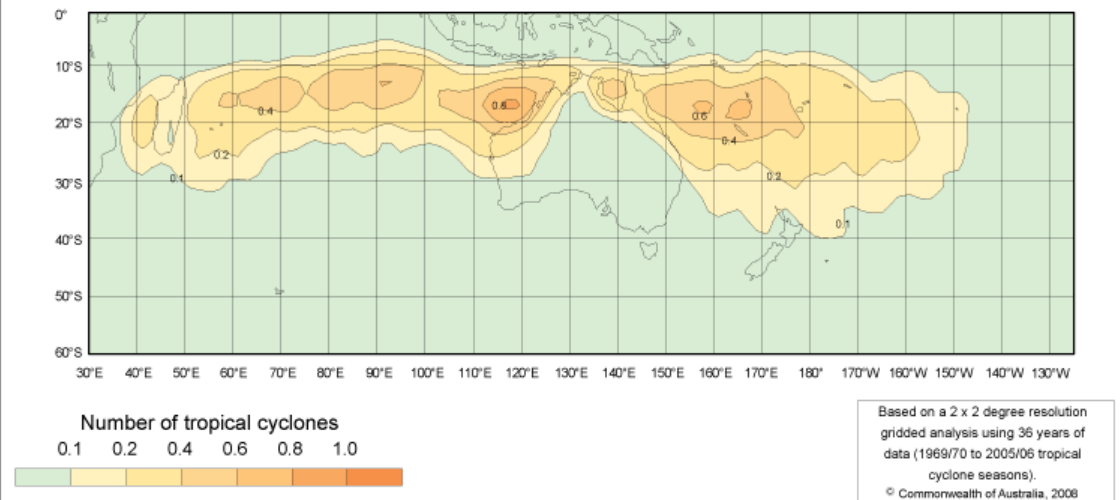 0°
10°S
0.4
0.6
20°S
0.4
0.2
0.1
0.2
30°S
0.1
40°S
50°S
60°S
30°E 40°E 50°E 60°E 70°E 80°E 90°E 100°E 110°E 120°E 130°E 140°E 150°E 160°E 170°E 180° 170°W 160°W 150°W 140°W 130°W
Number of tropical cyclones
0.1 0.2 0.4 0.6 0.8 1.0
Based on a 2 x 2 degree resolution
gridded analysis using 36 years of
data (1969/70 to 2005/06 tropical
cyclone seasons).
© Commonwealth of Australia, 2008